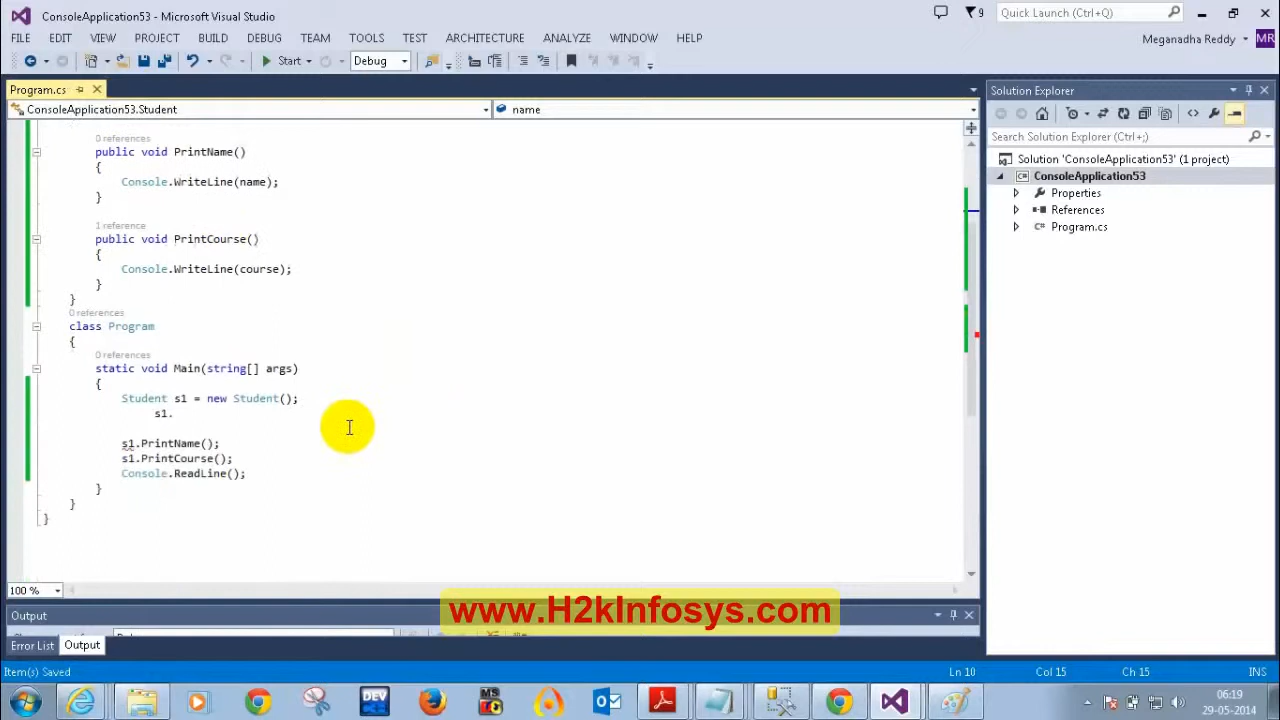 ConsoleApplication53 - Microsoft Visual Studio
9
Quick Launch (Ctrl+Q)
FILE EDIT VIEW PROJECT BUILD DEBUG TEAM TOOLS TEST ARCHITECTURE ANALYZE WINDOW HELP
Meganadha Reddy MR
Start Debug
Program.cs
ConsoleApplication53.Student
name
0 references
public void PrintName()
{
Console.WriteLine(name);
}
1 reference
public void PrintCourse()
{
Console.WriteLine(course);
}
}
0 references
class Program
{
0 references
static void Main(string[] args)
{
Student s1 = new Student();
s1.
s1.PrintName();
s1.PrintCourse();
Console.ReadLine();
}
}
}
100 %
Solution Explorer
Search Solution Explorer (Ctrl+;)
Solution 'ConsoleApplication53' (1 project)
ConsoleApplication53
Properties
References
Program.cs
www.H2kInfosys.com
Output
Error List Output
Item(s) Saved
Ln 10 Col 15 Ch 15 INS
DEV
MS
06:19
29-05-2014